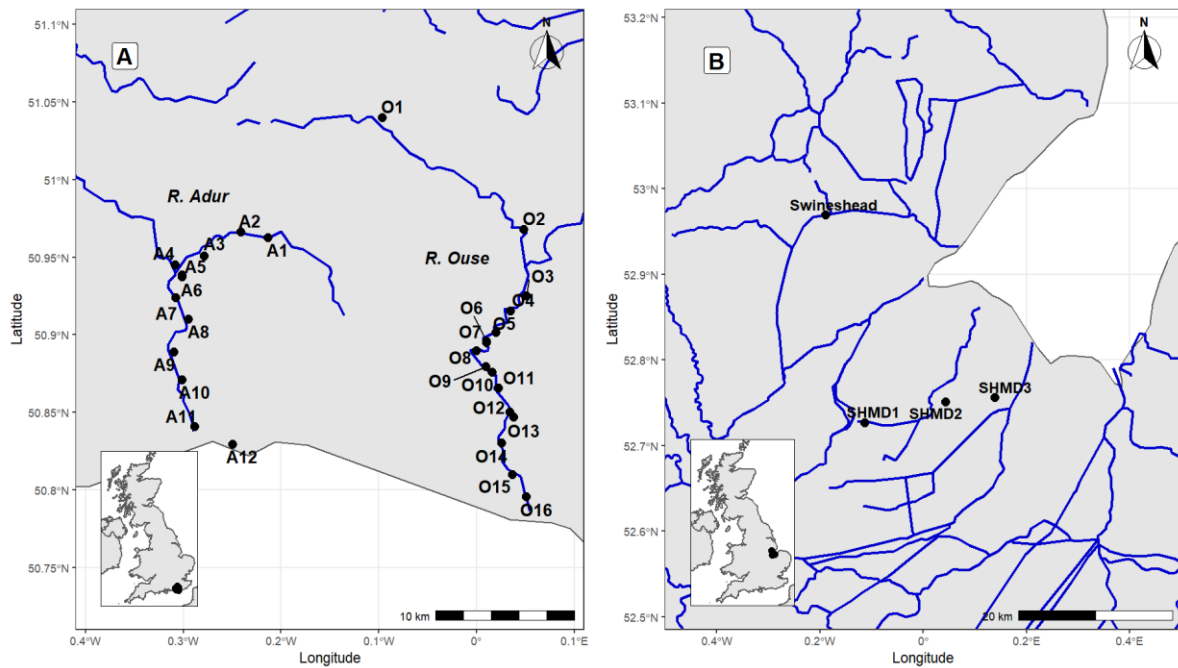 A
N
51.1°N
51.05°N
51°N
50.95°N
50.9°N
50.85°N
50.8°N
50.75°N
Latitude
O1
R. Adur
A2
A1
A3
A4
A5
A6
A7
A8
A9
A10
A11
A12
R. Ouse
O2
O3
O4
O5
O6
O7
O8
O9
O10
O11
O12
O13
O14
O15
O16
10 km
0.4°W
0.3°W
0.2°W
0.1°W
0°
0.1°E
Longitude
B
N
53.2°N
53.1°N
53°N
52.9°N
52.8°N
52.7°N
52.6°N
52.5°N
Latitude
Swineshead
SHMD1
SHMD2
SHMD3
20 km
0.4°W
0.2°W
0°
0.2°E
0.4°E
Longitude